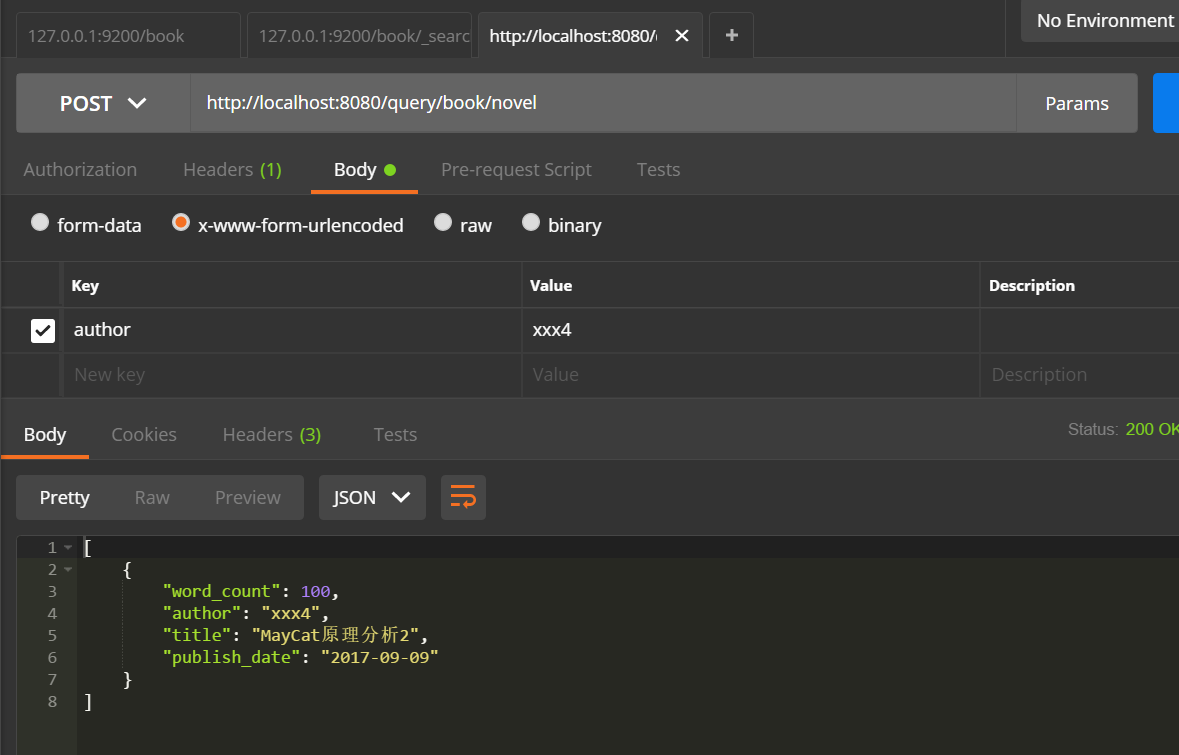 127.0.0.1:9200/book 127.0.0.1:9200/book/_searc http://localhost:8080/ No Environment
POST http://localhost:8080/query/book/novel Params
Authorization Headers (1) Body Pre-request Script Tests
form-data x-www-form-urlencoded raw binary
Key Value Description
author xxx4
New key Value Description
Body Cookies Headers (3) Tests Status: 200 OK
Pretty Raw Preview JSON
1 [
2 {
3 "word_count": 100,
4 "author": "xxx4",
5 "title": "MayCat原理分析2",
6 "publish_date": "2017-09-09"
7 }
8 ]